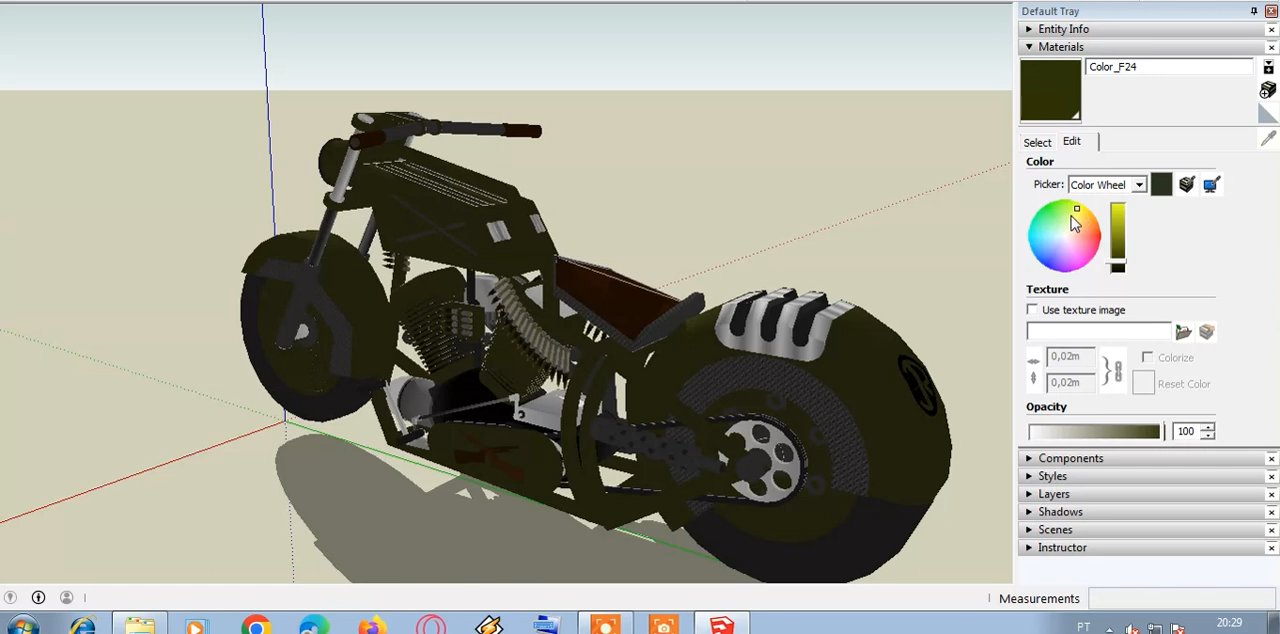 Default Tray
Entity Info
Materials
Color_F24
Select Edit
Color
Picker: Color Wheel
Texture
Use texture image
0,02m
Colorize
0,02m
Reset Color
Opacity
100
Components
Styles
Layers
Shadows
Scenes
Instructor
Measurements
PT
20:29